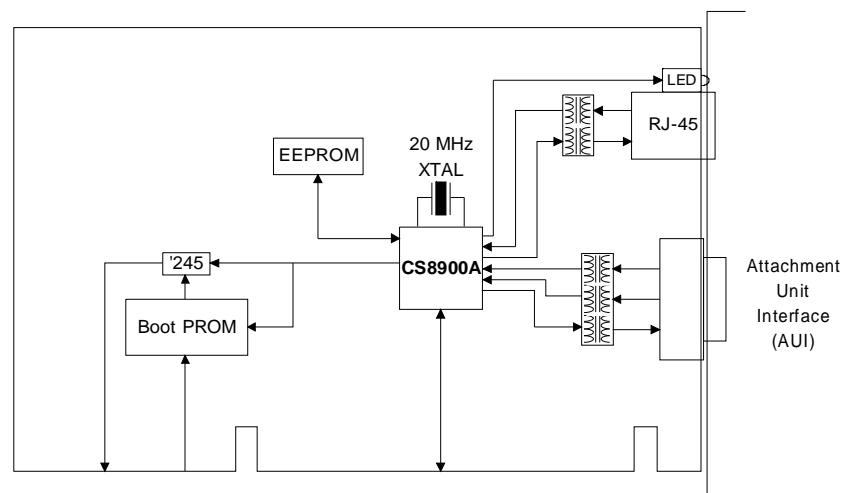 LED
RJ-45
20 MHz
XTAL
EEPROM
CS8900A
'245
Boot PROM
Attachment
Unit
Interface
(AUI)